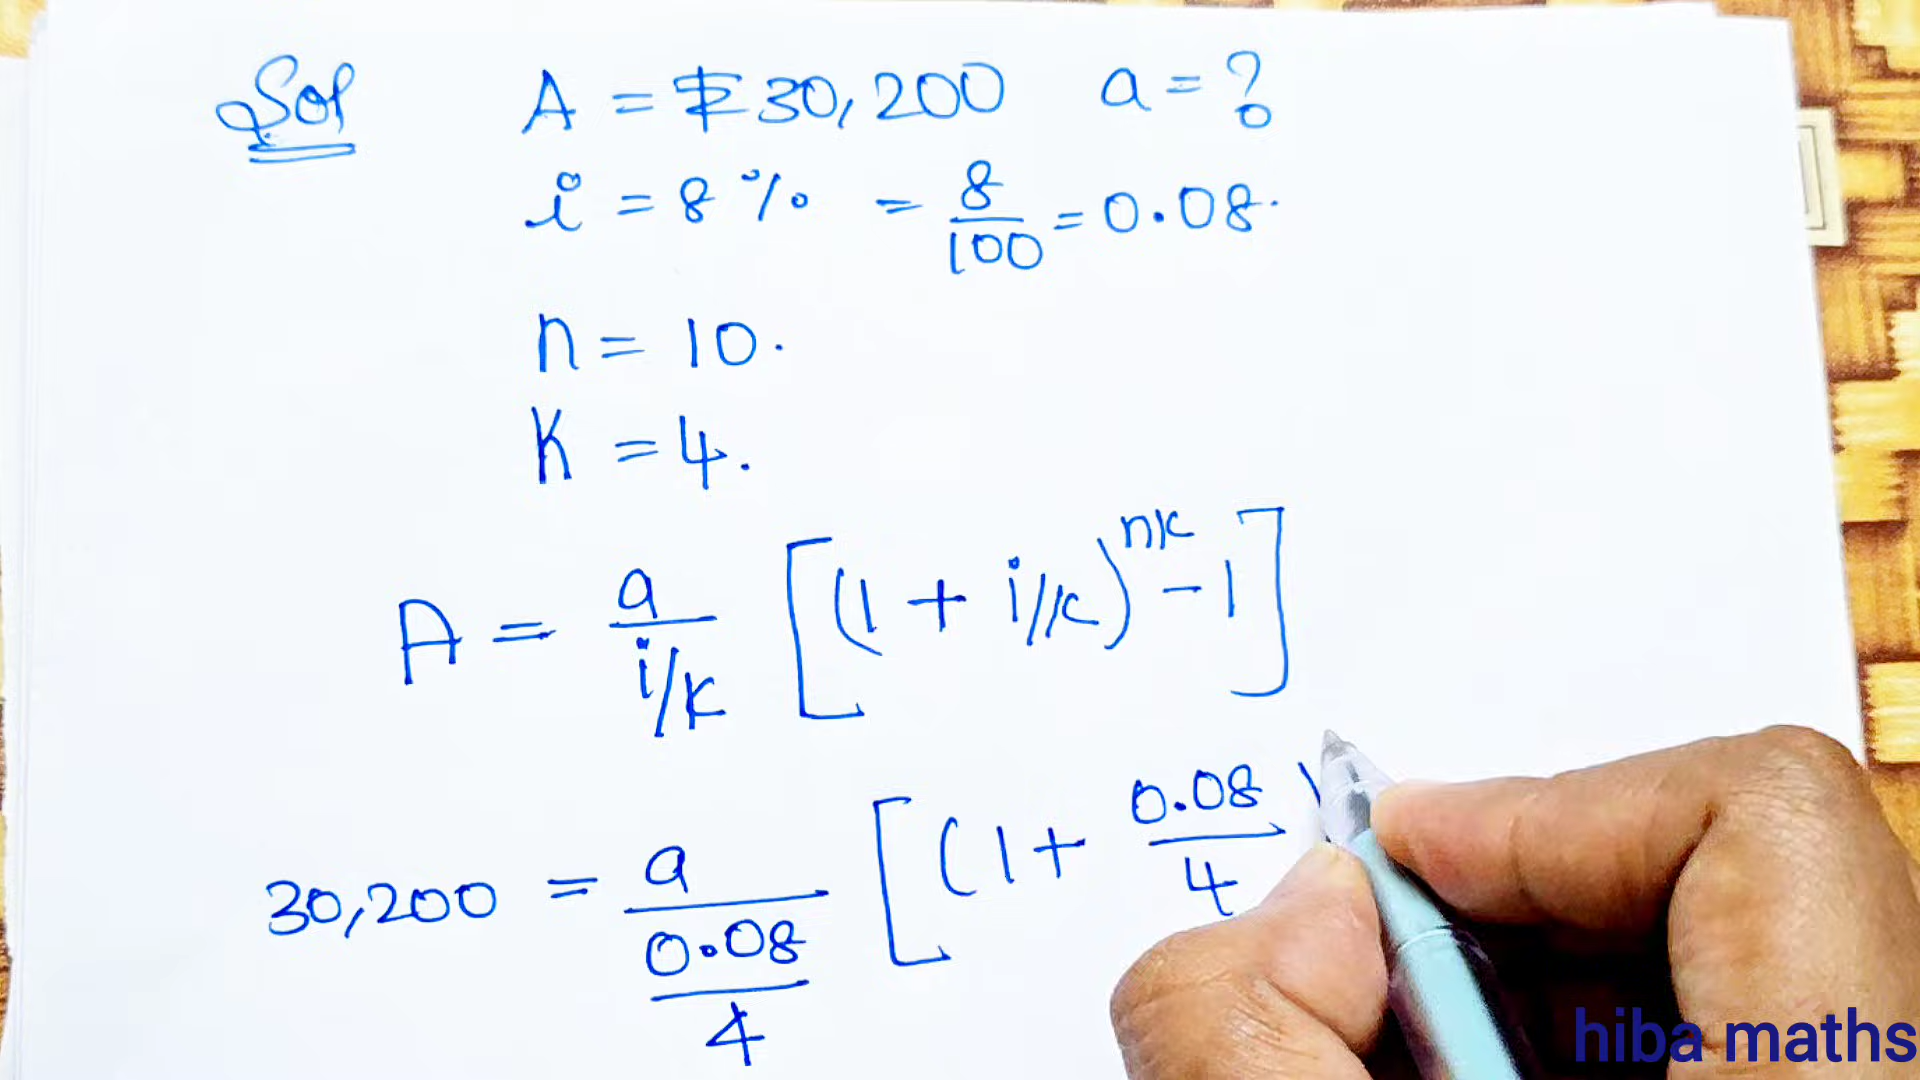 Sol A = ₹30,200 a = ?
i = 8% = 8/100 = 0.08.
n = 10.
K = 4.
A = a/(i/k) [(1 + i/k)^nk - 1]
30,200 = a/(0.08/4) [(1 + 0.08/4)
hiba maths